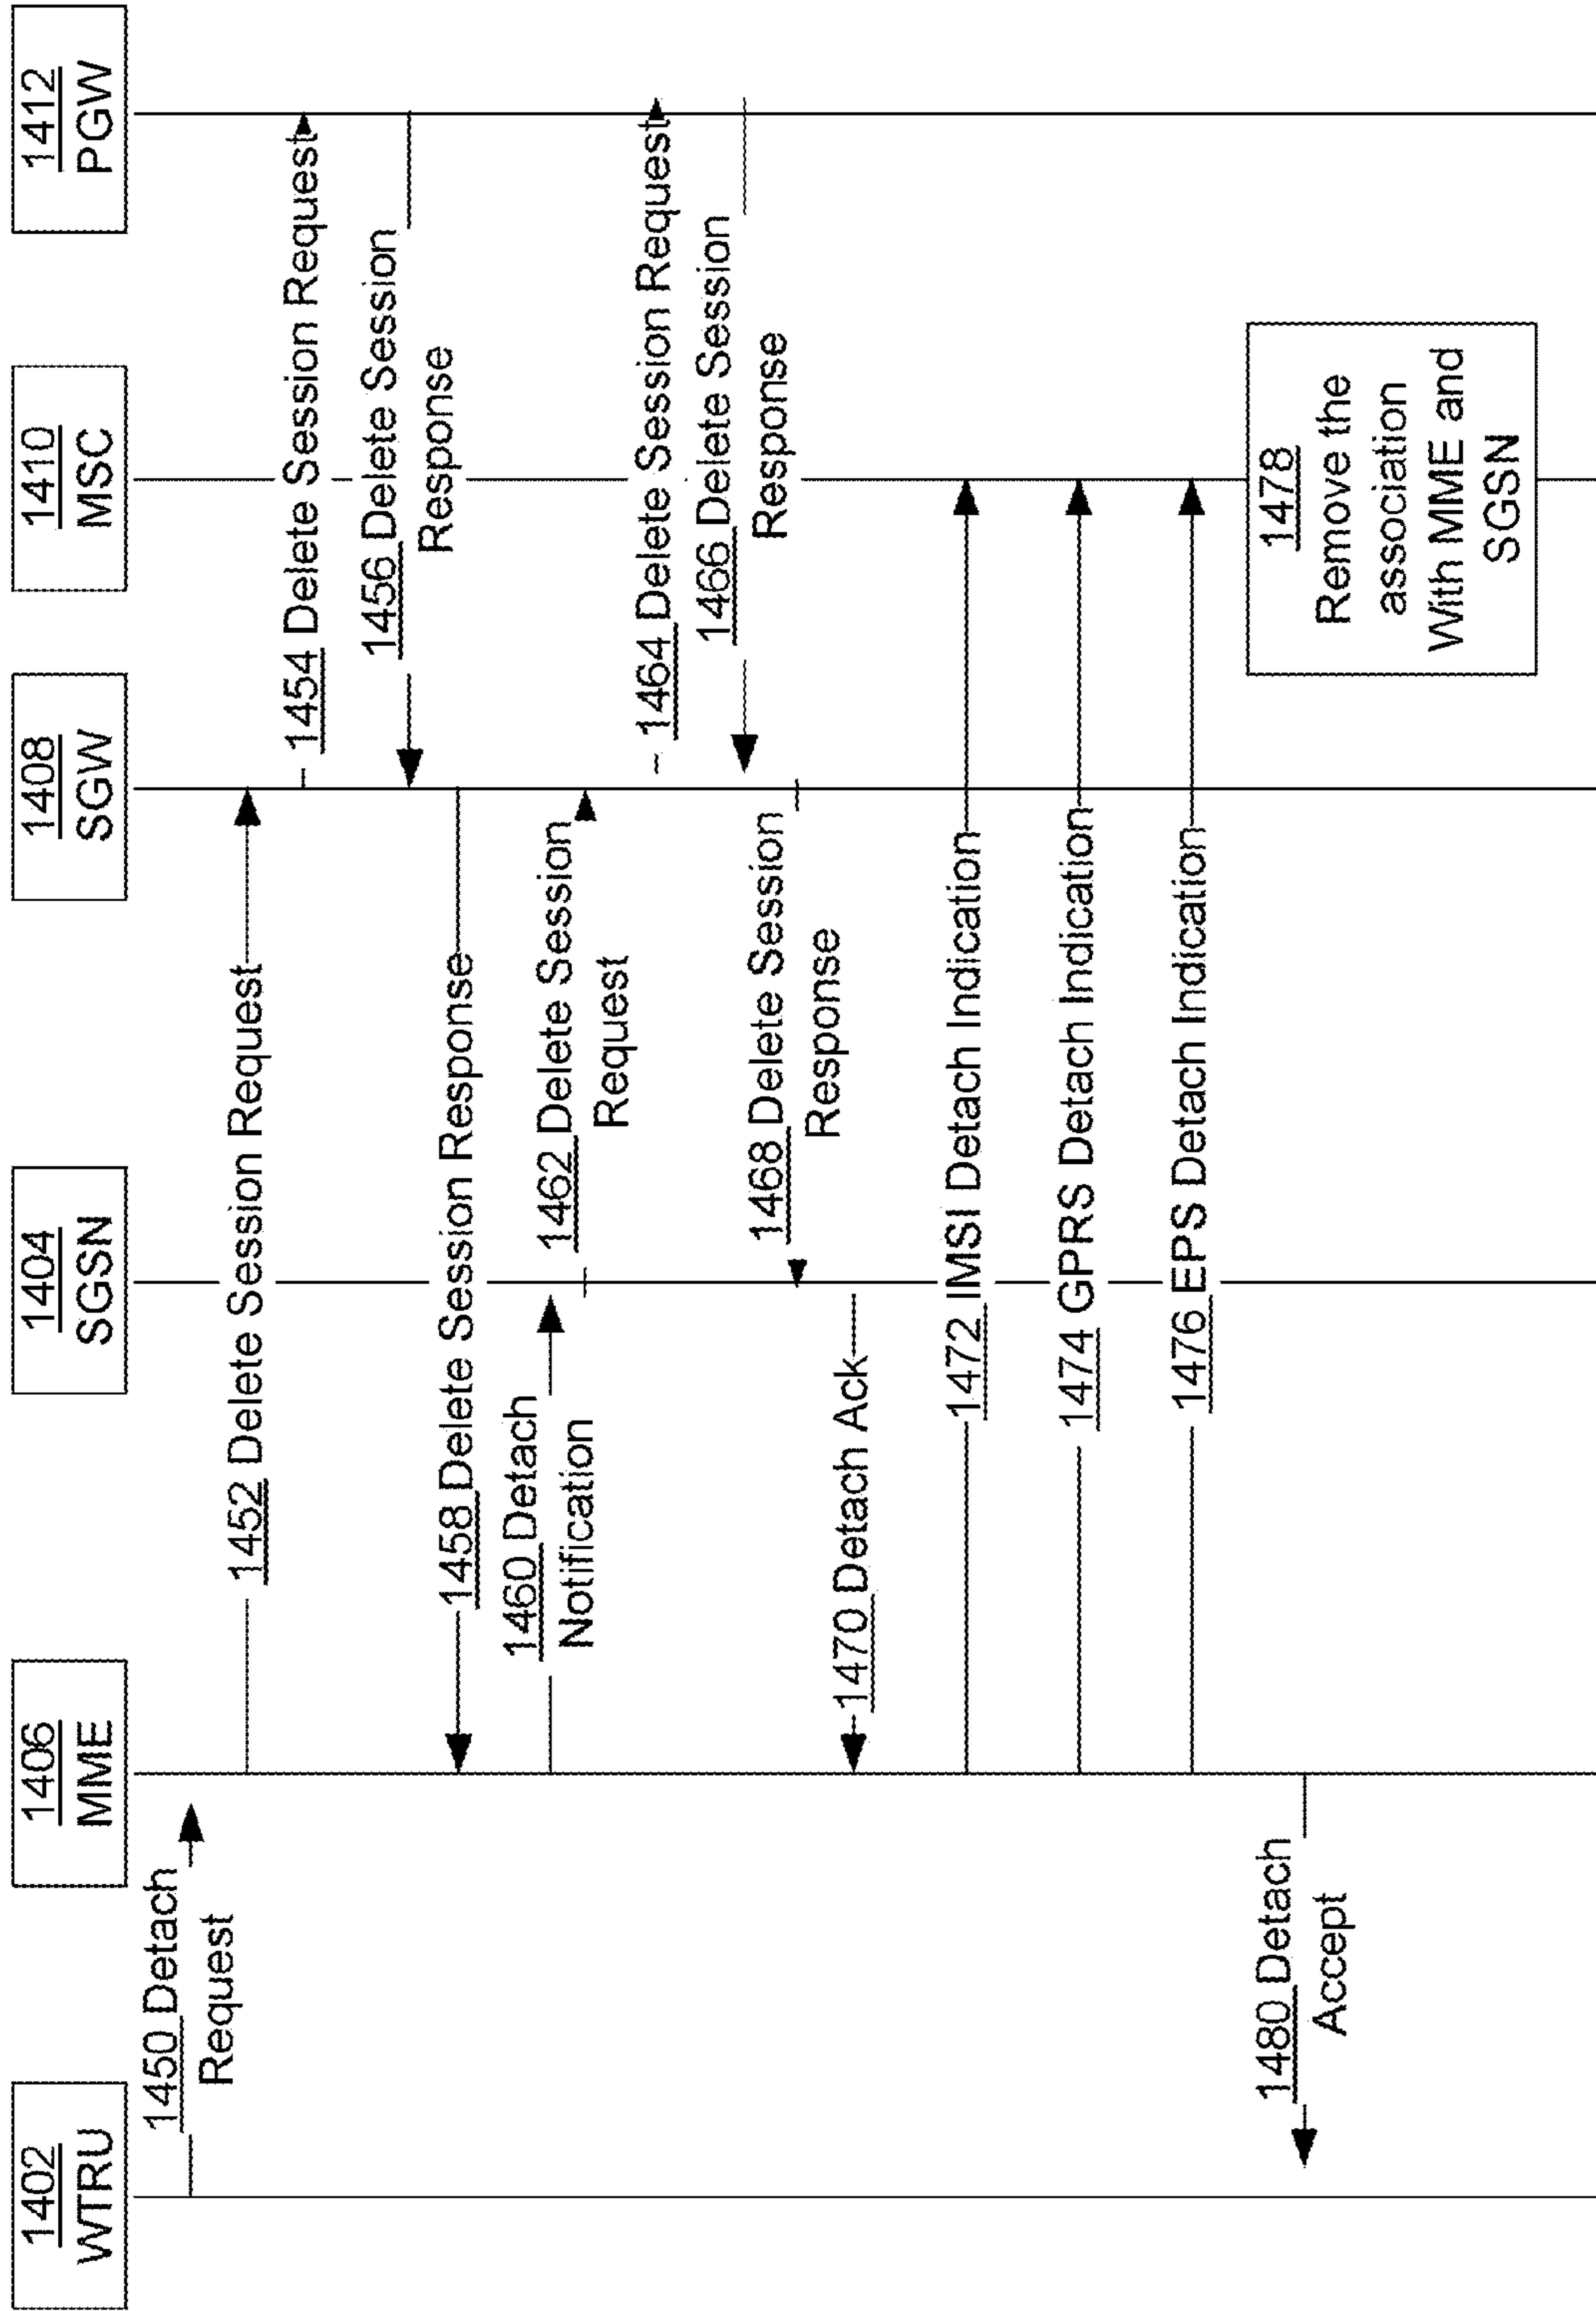 1402
WTRU
1406
MME
1404
SGSN
1408
SGW
1410
MSC
1412
PGW
1450 Detach
Request
1452 Delete Session Request
1454 Delete Session Request
1456 Delete Session
Response
1458 Delete Session Response
1460 Detach
Notification
1462 Delete Session
Request
1464 Delete Session Request
1466 Delete Session
Response
1468 Delete Session
Response
1470 Detach Ack
1472 IMSI Detach Indication
1474 GPRS Detach Indication
1476 EPS Detach Indication
1478
Remove the
association
With MME and
SGSN
1480 Detach
Accept